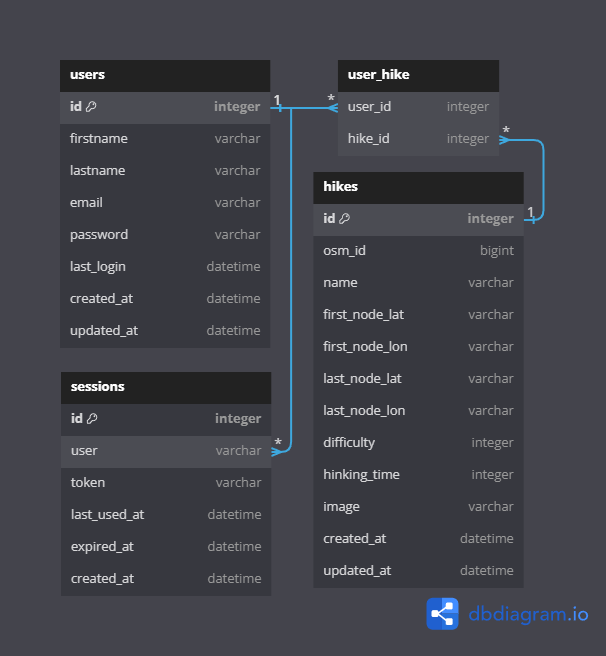 users
id integer
firstname varchar
lastname varchar
email varchar
password varchar
last_login datetime
created_at datetime
updated_at datetime
1
*
user_hike
user_id integer
hike_id integer
*
hikes
id integer
1
osm_id bigint
name varchar
first_node_lat varchar
first_node_lon varchar
last_node_lat varchar
last_node_lon varchar
difficulty integer
hinking_time integer
image varchar
created_at datetime
updated_at datetime
sessions
id integer
user varchar
*
token varchar
last_used_at datetime
expired_at datetime
created_at datetime
dbdiagram.io